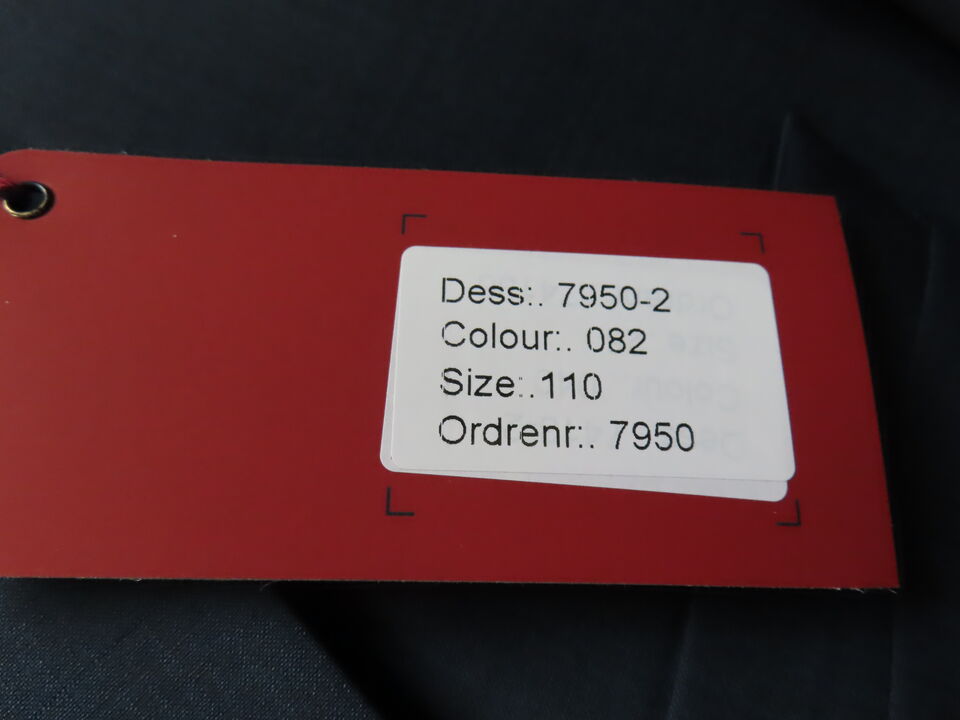 Dess:. 7950-2
Colour:. 082
Size:.110
Ordrenr:. 7950